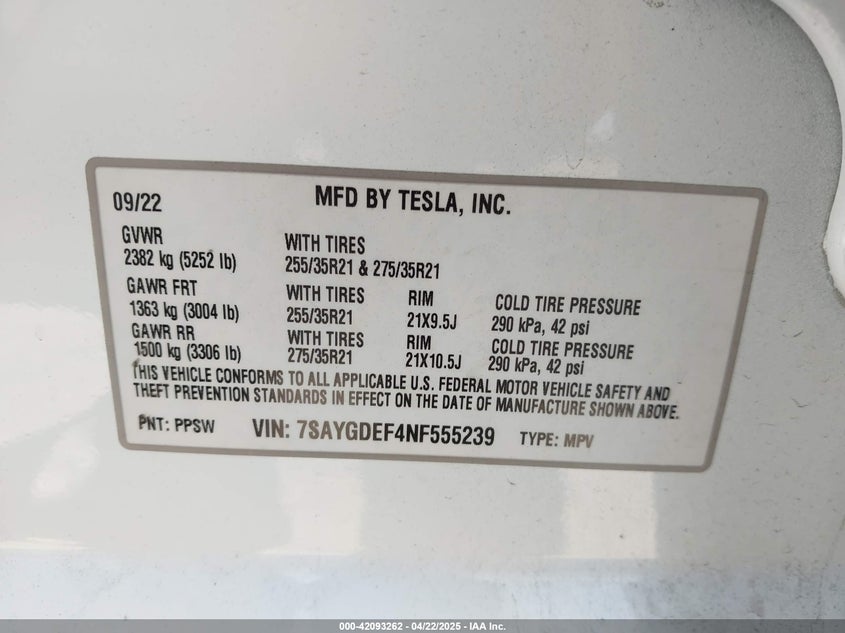 09/22 MFD BY TESLA, INC.
GVWR
2382 kg (5252 lb)
WITH TIRES
255/35R21 & 275/35R21
GAWR FRT
1363 kg (3004 lb)
WITH TIRES
255/35R21
RIM
21X9.5J
COLD TIRE PRESSURE
290 kPa, 42 psi
GAWR RR
1500 kg (3306 lb)
WITH TIRES
275/35R21
RIM
21X10.5J
COLD TIRE PRESSURE
290 kPa, 42 psi
THIS VEHICLE CONFORMS TO ALL APPLICABLE U.S. FEDERAL MOTOR VEHICLE SAFETY AND
THEFT PREVENTION STANDARDS IN EFFECT ON THE DATE OF MANUFACTURE SHOWN ABOVE.
PNT: PPSW VIN: 7SAYGDEF4NF555239 TYPE: MPV
000-42093262 - 04/22/2025 - IAA Inc.